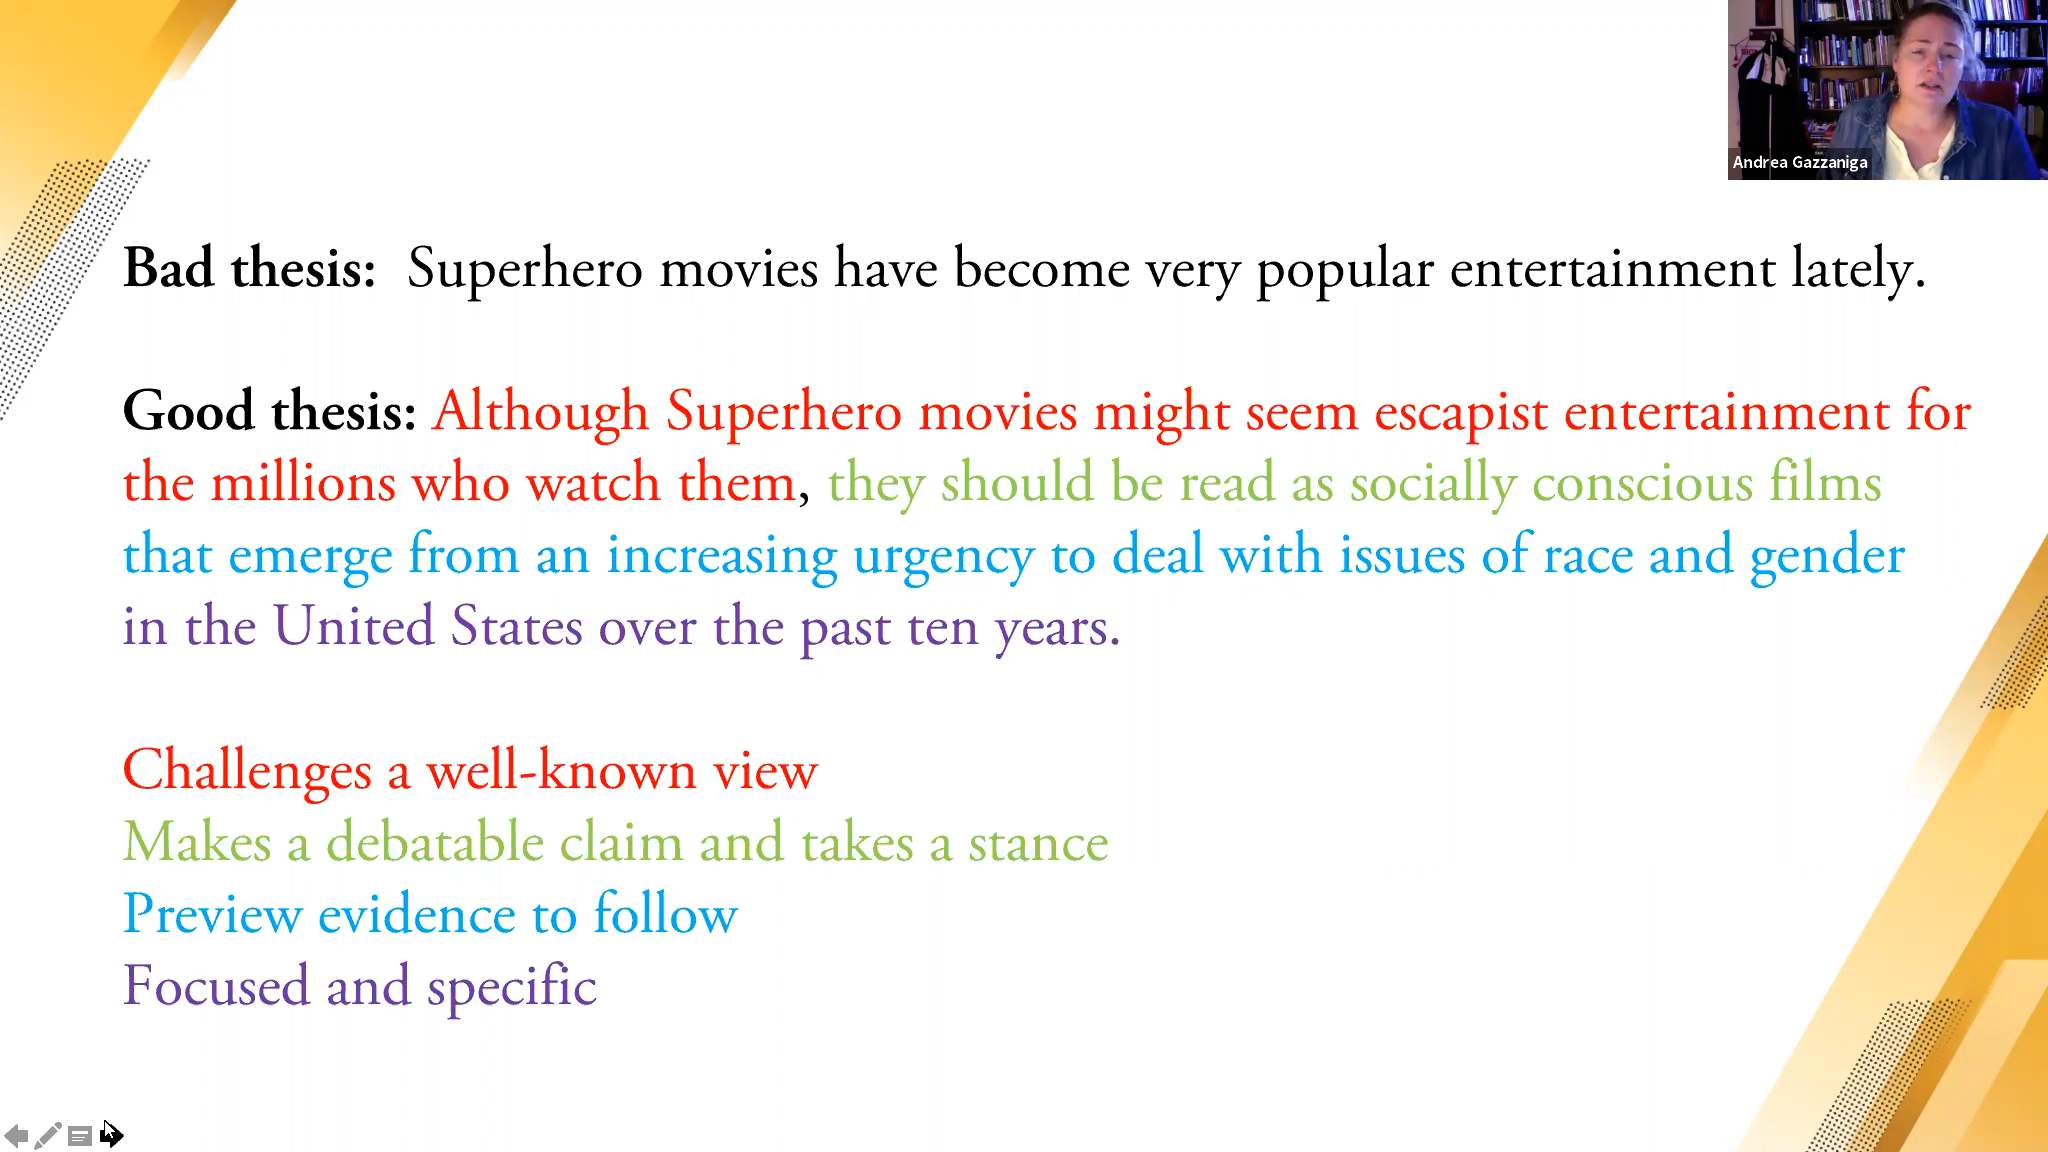 Andrea Gazzaniga
Bad thesis: Superhero movies have become very popular entertainment lately.
Good thesis: Although Superhero movies might seem escapist entertainment for
the millions who watch them, they should be read as socially conscious films
that emerge from an increasing urgency to deal with issues of race and gender
in the United States over the past ten years.
Challenges a well-known view
Makes a debatable claim and takes a stance
Preview evidence to follow
Focused and specific